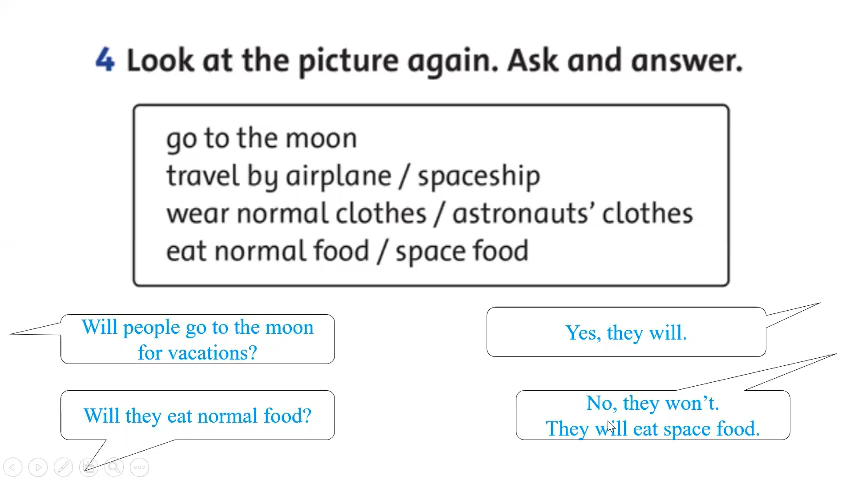 4 Look at the picture again. Ask and answer.
go to the moon
travel by airplane / spaceship
wear normal clothes / astronauts’ clothes
eat normal food / space food
Will people go to the moon
for vacations?
Yes, they will.
Will they eat normal food?
No, they won’t.
They will eat space food.